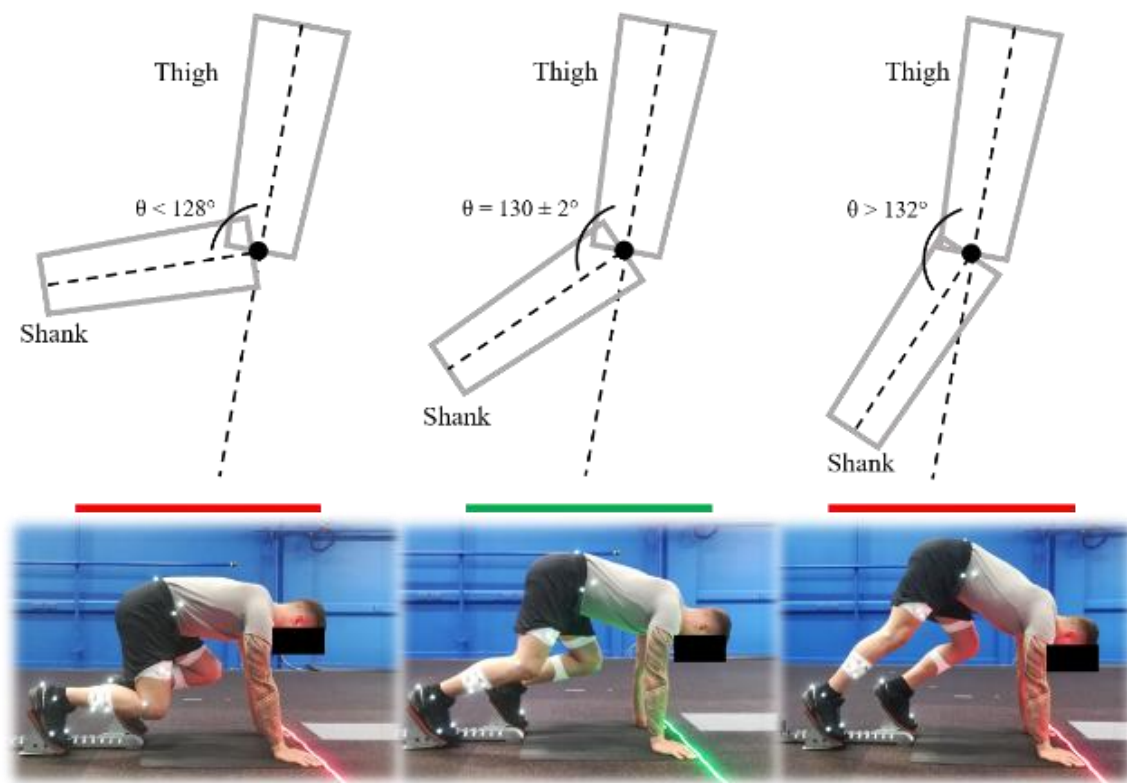 Thigh
Thigh
Thigh
θ < 128°
θ = 130 ± 2°
θ > 132°
Shank
Shank
Shank